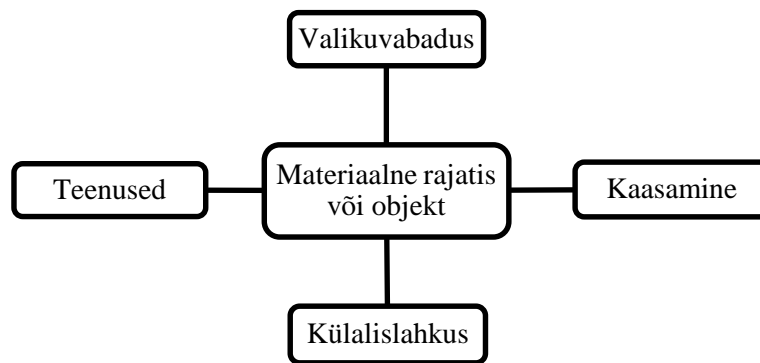 Valikuvabadus
Teenused
Materiaalne rajatis
või objekt
Kaasamine
Külalislahkus